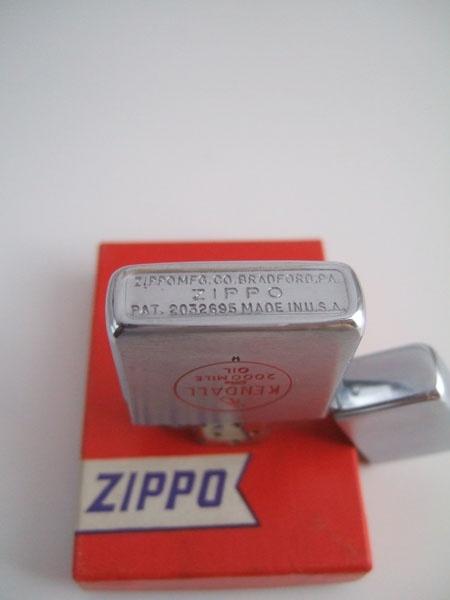 ZIPPO MFG. CO. BRADFORD, PA.
ZIPPO
PAT. 2032695 MADE IN U.S.A.
KENDALL
2000 MILE
OIL
ZIPPO